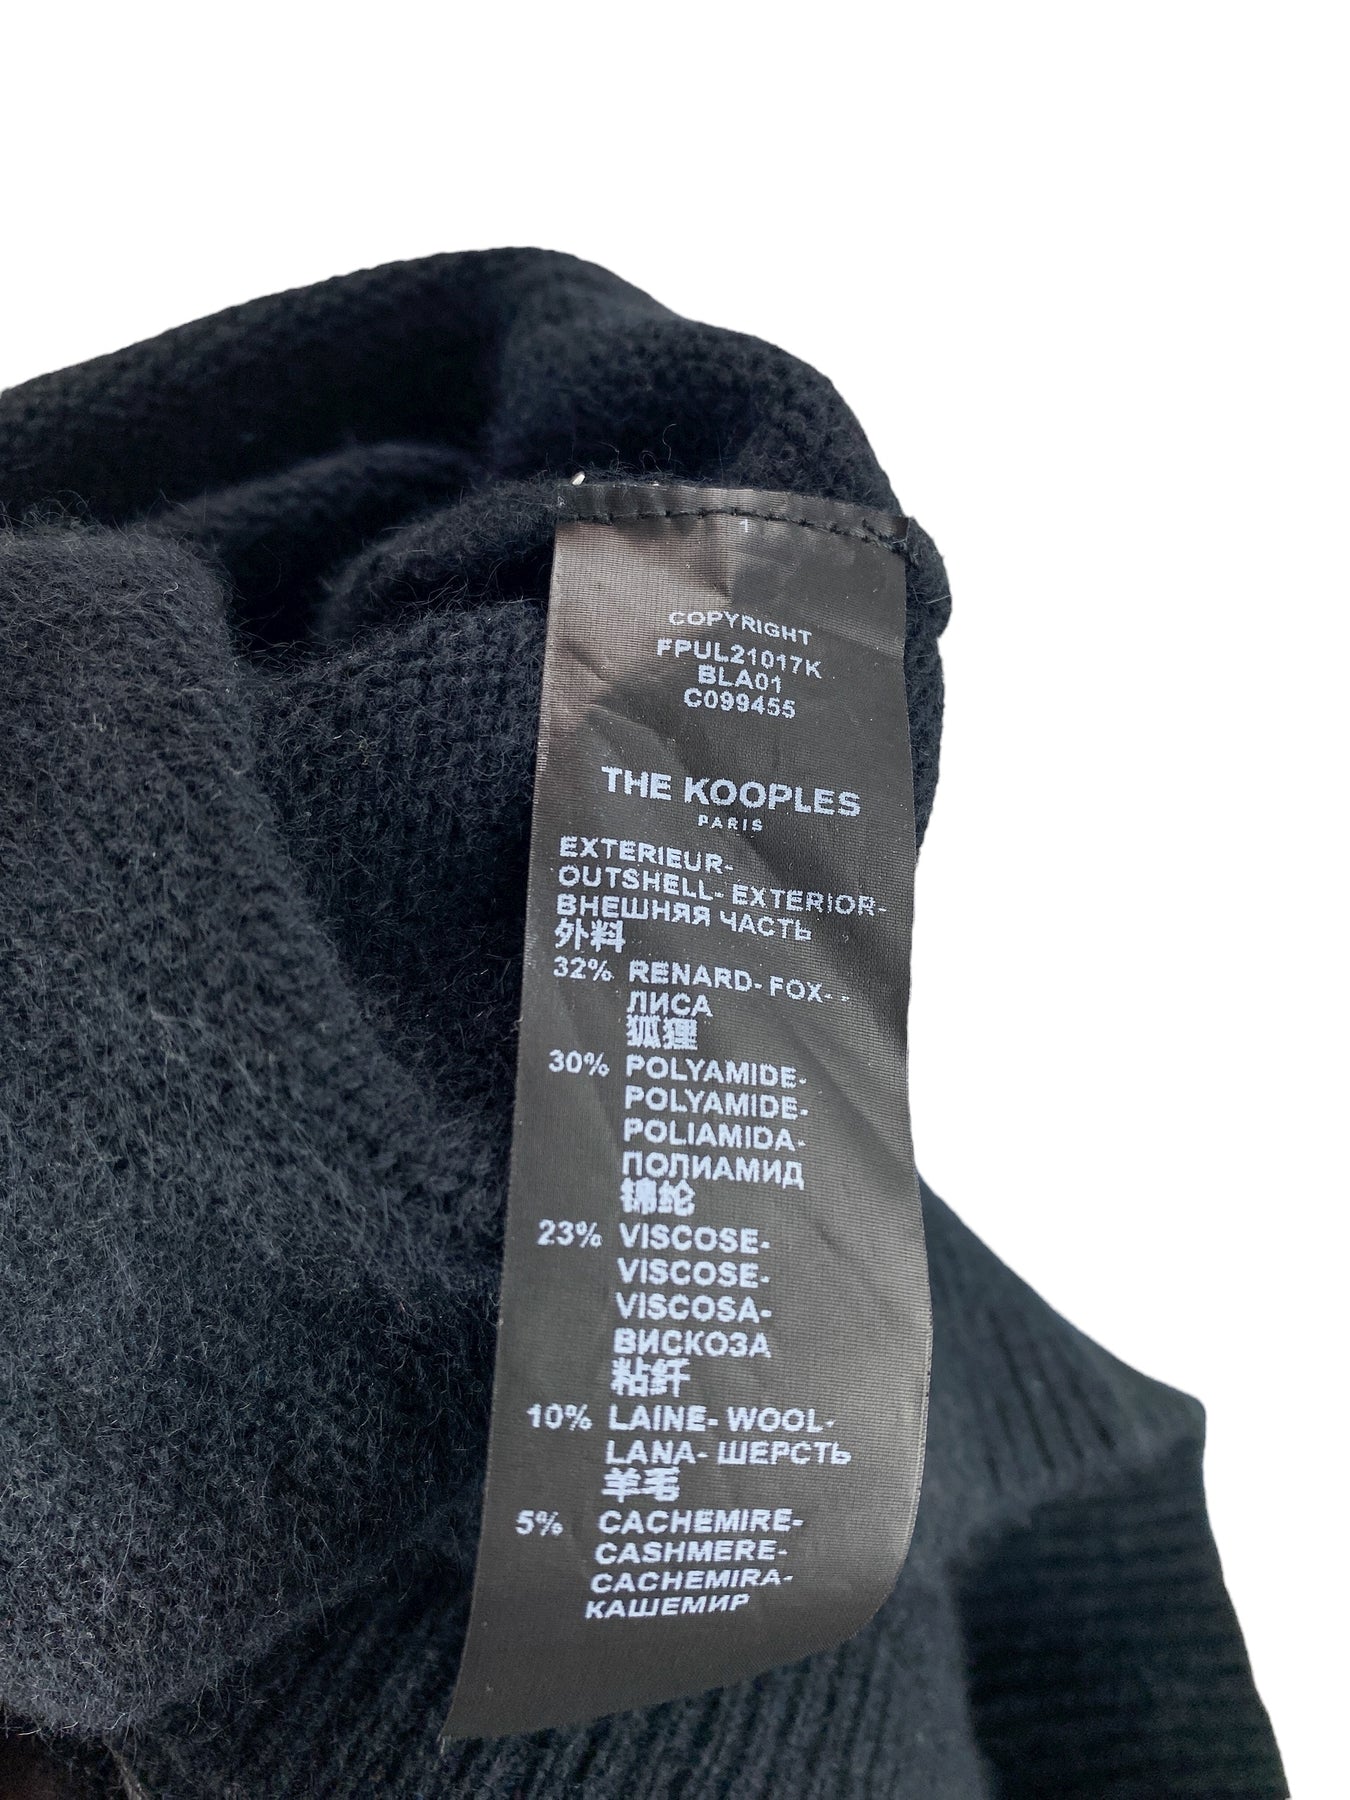 1
COPYRIGHT
FPUL21017K
BLA01
C099455
THE KOOPLES
PARIS
EXTERIEUR-
OUTSHELL- EXTERIOR-
ВНЕШНЯЯ ЧАСТЬ
外料
32% RENARD- FOX- -
ЛИСА
狐狸
30% POLYAMIDE-
POLYAMIDE-
POLIAMIDA-
ПОЛИАМИД
锦纶
23% VISCOSE-
VISCOSE-
VISCOSA-
ВИСКОЗА
粘纤
10% LAINE- WOOL-
LANA- ШЕРСТЬ
羊毛
5% CACHEMIRE-
CASHMERE-
CACHEMIRA-
КАШЕМИР